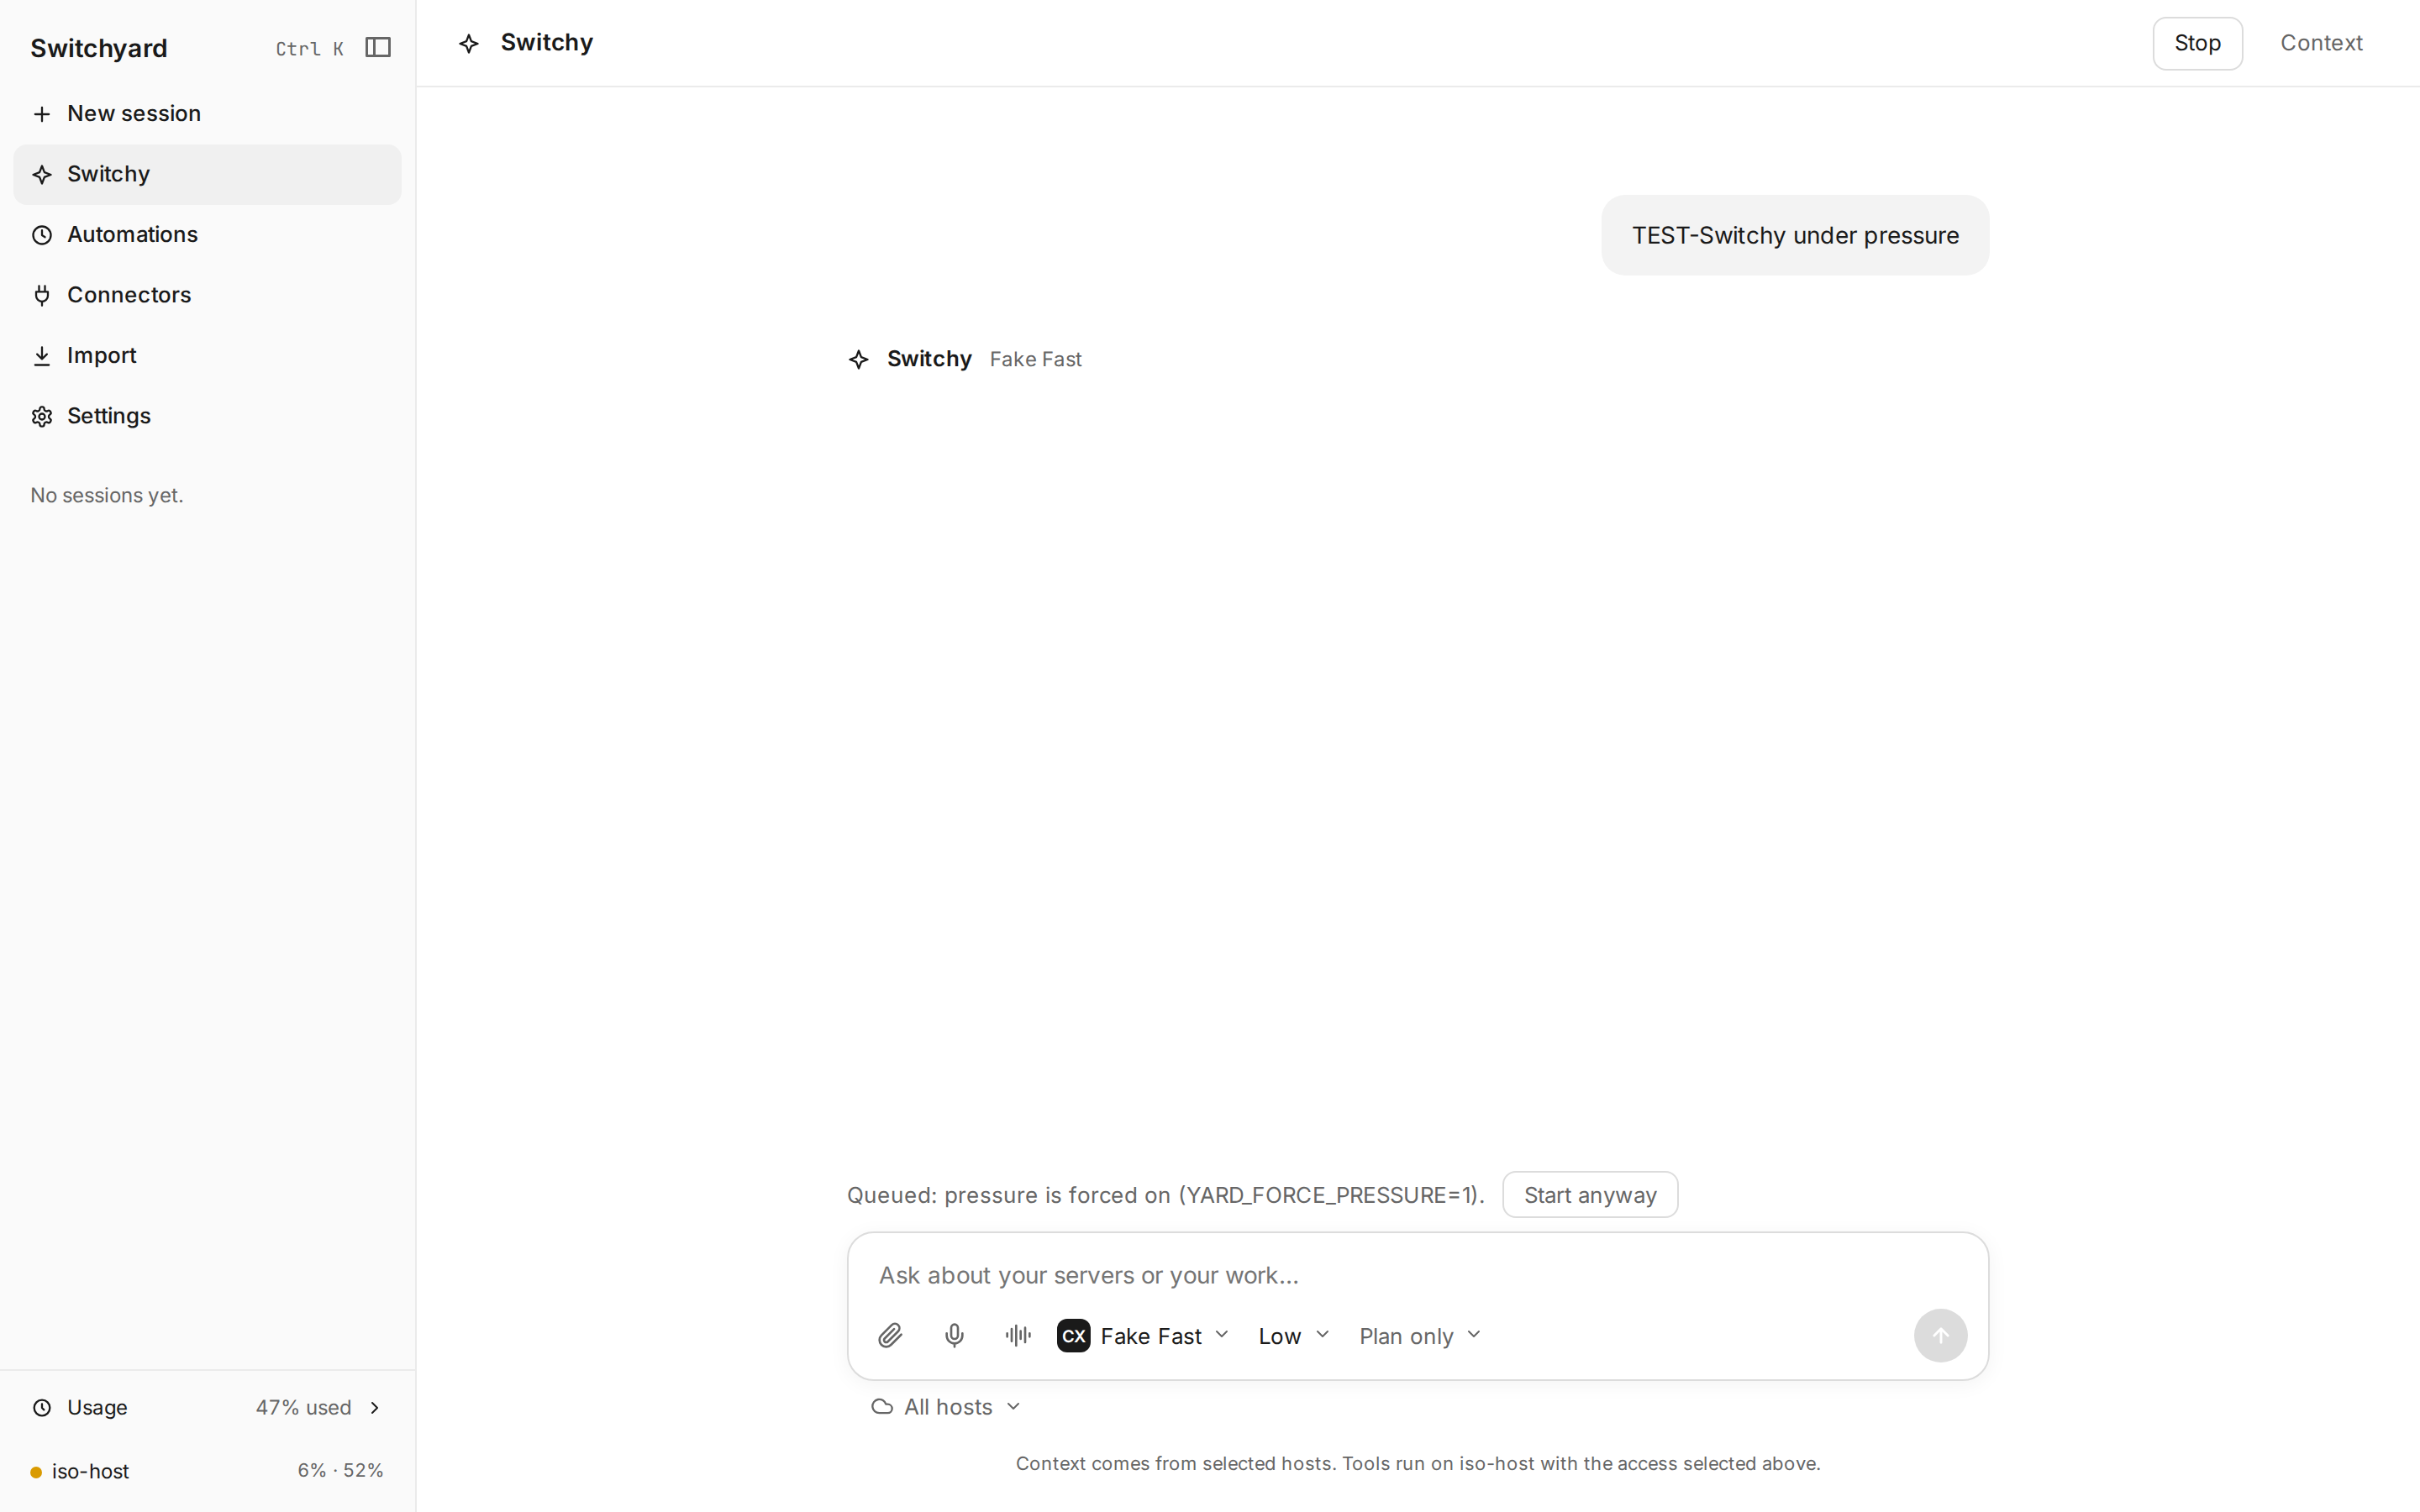 Switchyard
Ctrl K
New session
Switchy
Automations
Connectors
Import
Settings
No sessions yet.
Usage
47% used
iso-host
6% · 52%
Switchy
Stop
Context
TEST-Switchy under pressure
Switchy Fake Fast
Queued: pressure is forced on (YARD_FORCE_PRESSURE=1).
Start anyway
Ask about your servers or your work...
CX Fake Fast
Low
Plan only
All hosts
Context comes from selected hosts. Tools run on iso-host with the access selected above.